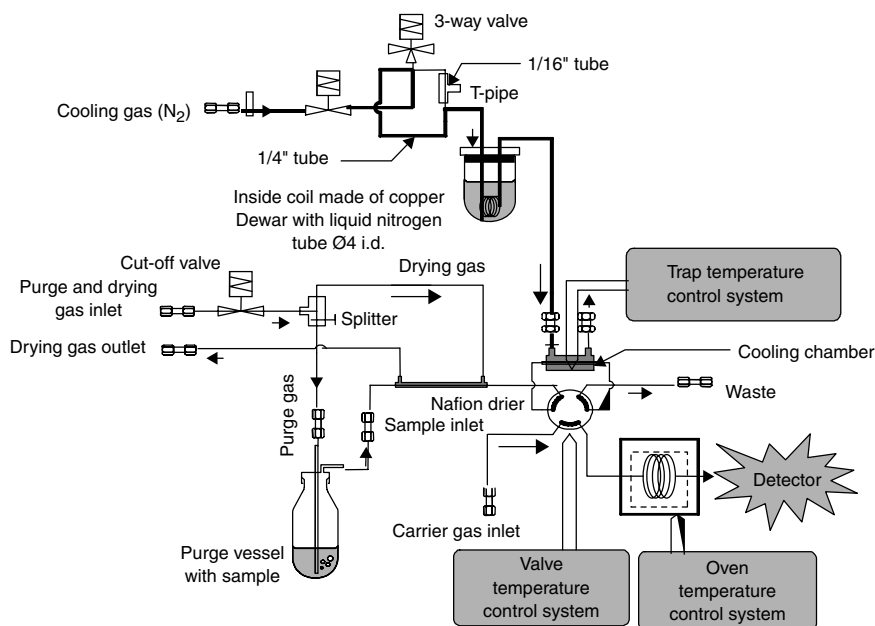 3-way valve
1/16" tube
T-pipe
Cooling gas (N2)
1/4" tube
Inside coil made of copper
Dewar with liquid nitrogen
tube Ø4 i.d.
Cut-off valve
Drying gas
Trap temperature
control system
Purge and drying
gas inlet
Splitter
Drying gas outlet
Cooling chamber
Purge gas
Nafion drier
Waste
Sample inlet
Detector
Carrier gas inlet
Purge vessel
with sample
Valve
temperature
control system
Oven
temperature
control system